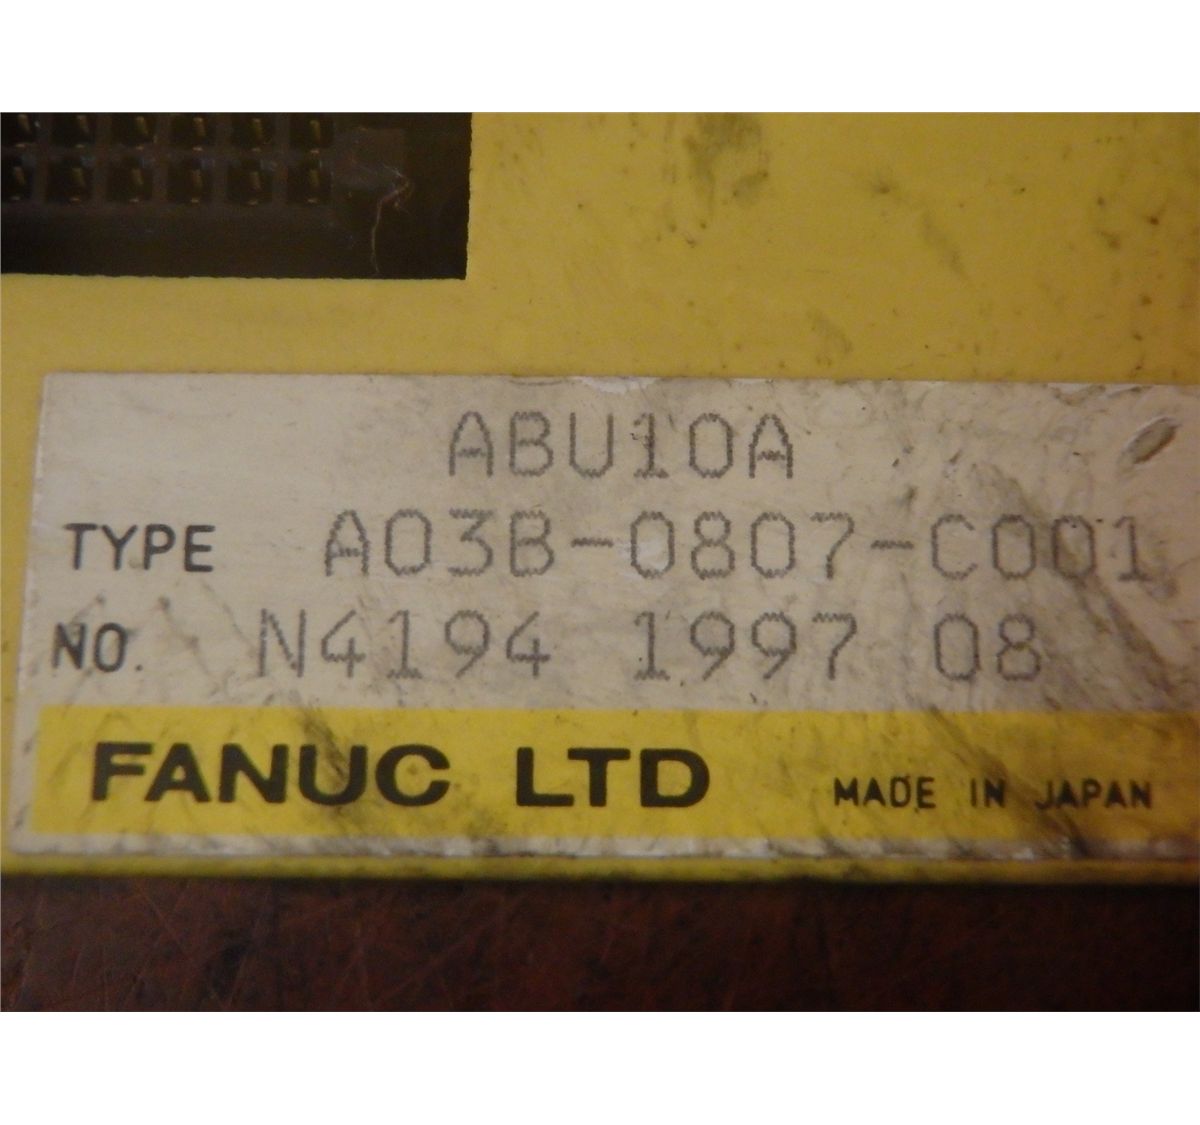 ABU10A
TYPE A03B-0807-C001
NO. N4194 1997 08
FANUC LTD MADE IN JAPAN